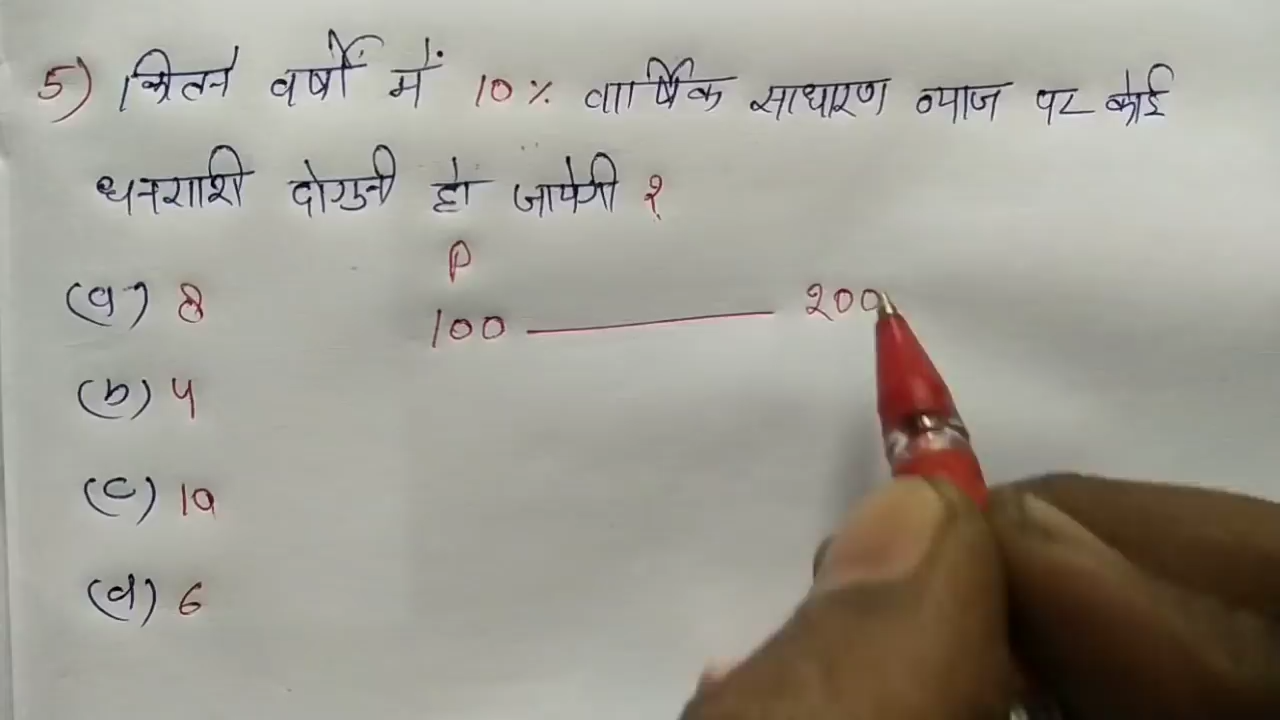 5) कितने वर्षों में 10% वार्षिक साधारण ब्याज पर कोई
धनराशि दोगुनी हो जायेगी ?
P
(a) 8
100 — 200
(b) 4
(c) 10
(d) 6